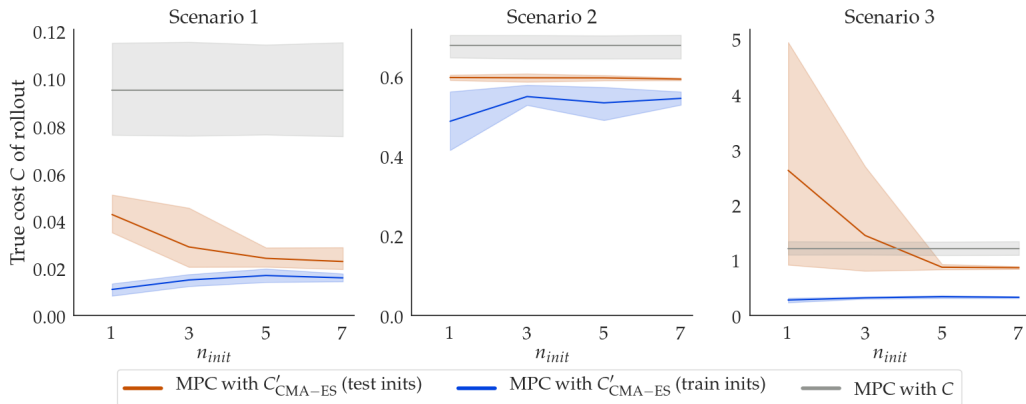 Scenario 1
Scenario 2
Scenario 3
True cost C of rollout
0.12
0.10
0.08
0.06
0.04
0.02
0.00
1 3 5 7
n_init
0.6
0.4
0.2
0.0
1 3 5 7
n_init
5
4
3
2
1
0
1 3 5 7
n_init
MPC with C′_CMA−ES (test inits)
MPC with C′_CMA−ES (train inits)
MPC with C